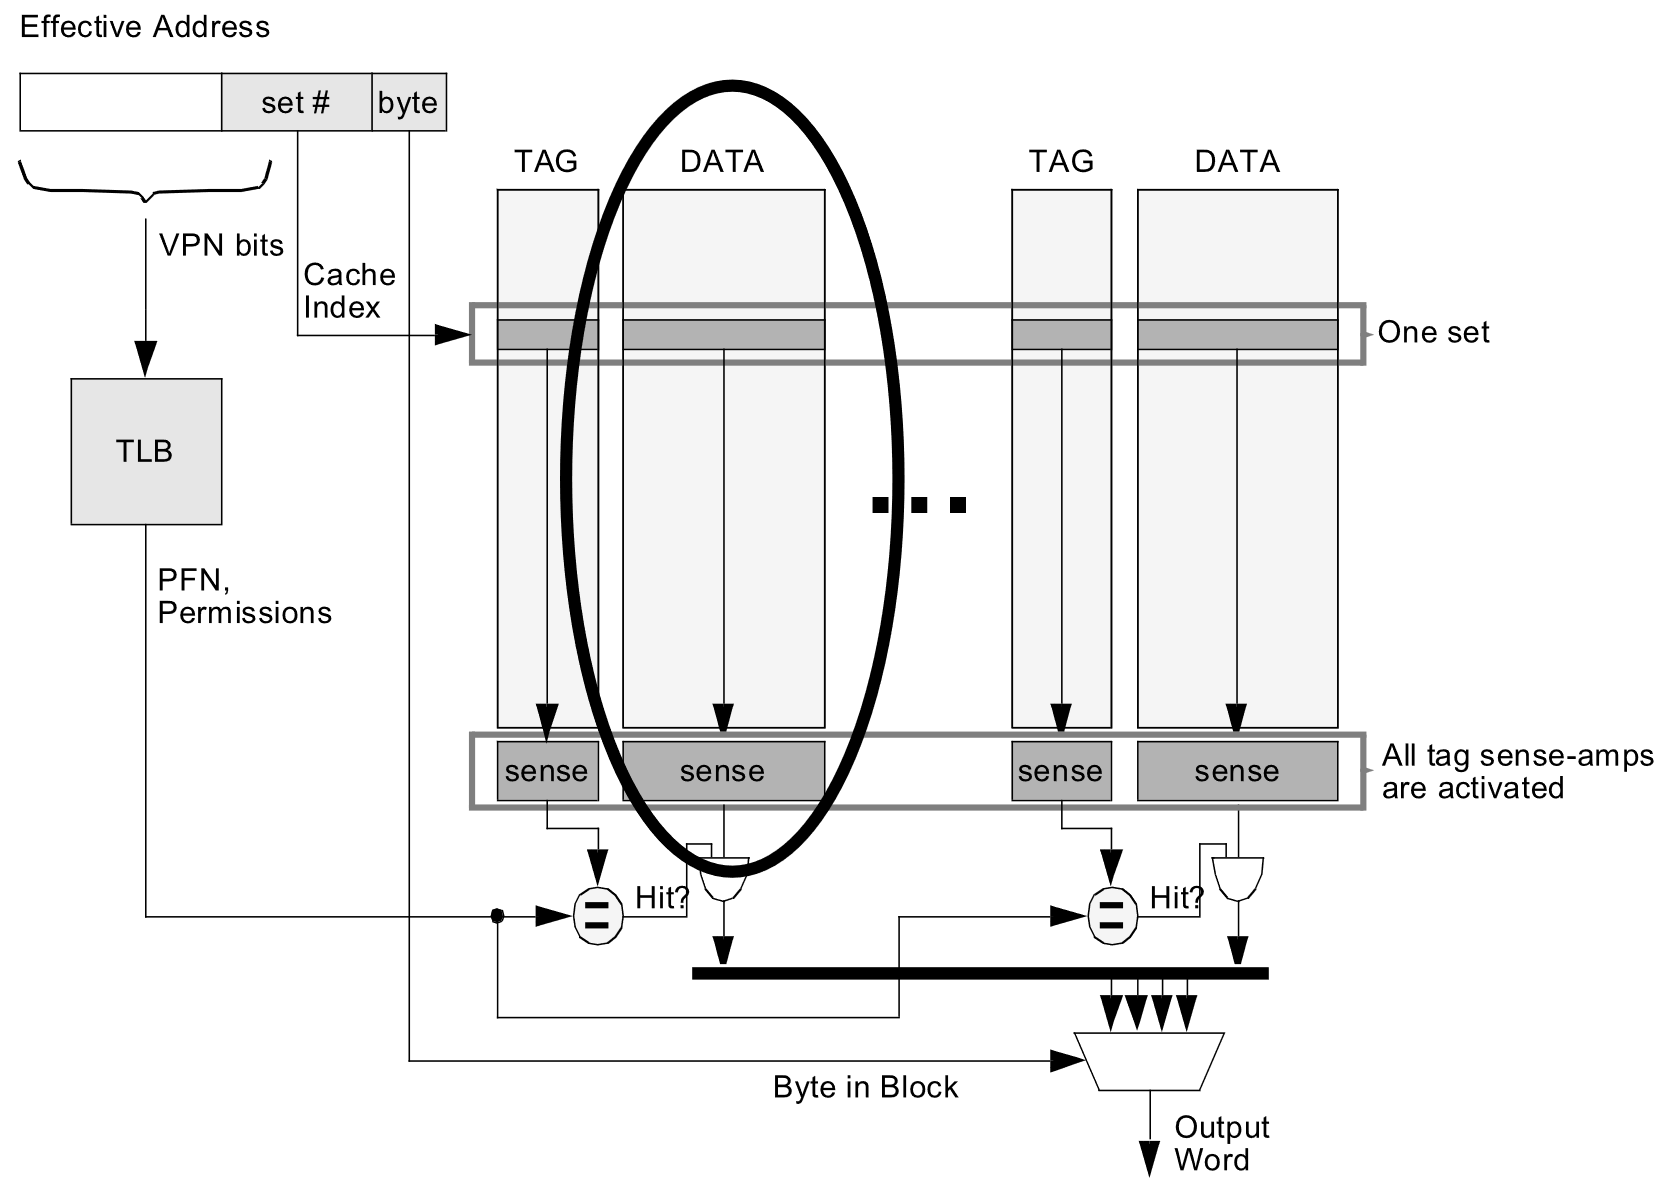 Effective Address
set #
byte
TAG
DATA
TAG
DATA
VPN bits
Cache
Index
One set
TLB
PFN,
Permissions
sense
sense
sense
sense
All tag sense-amps
are activated
Hit?
Hit?
=
=
Byte in Block
Output
Word